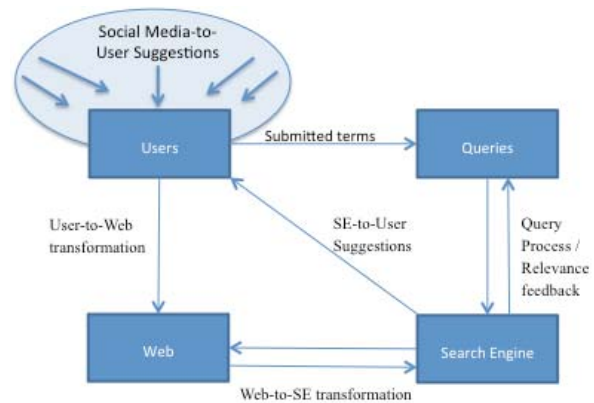 Social Media-to-
User Suggestions
Users
Submitted terms
Queries
User-to-Web
transformation
SE-to-User
Suggestions
Query
Process /
Relevance
feedback
Web
Search Engine
Web-to-SE transformation